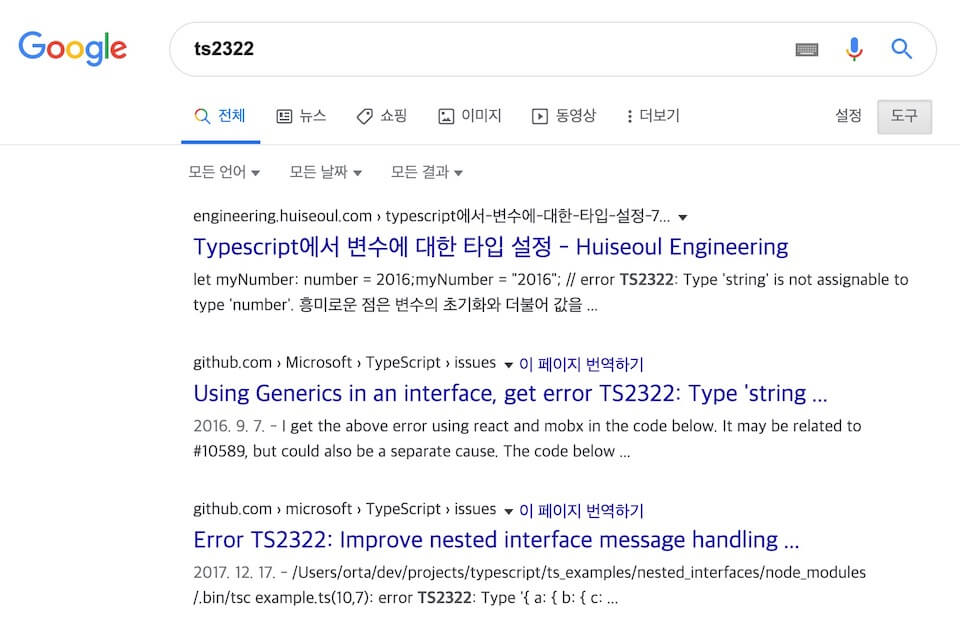 Google
ts2322
전체 뉴스 쇼핑 이미지 동영상 더보기 설정 도구
모든 언어 모든 날짜 모든 결과
engineering.huiseoul.com › typescript에서-변수에-대한-타입-설정-7...
Typescript에서 변수에 대한 타입 설정 - Huiseoul Engineering
let myNumber: number = 2016;myNumber = "2016"; // error TS2322: Type 'string' is not assignable to
type 'number'. 흥미로운 점은 변수의 초기화와 더불어 값을 ...
github.com › Microsoft › TypeScript › issues 이 페이지 번역하기
Using Generics in an interface, get error TS2322: Type 'string ...
2016. 9. 7. - I get the above error using react and mobx in the code below. It may be related to
#10589, but could also be a separate cause. The code below ...
github.com › microsoft › TypeScript › issues 이 페이지 번역하기
Error TS2322: Improve nested interface message handling ...
2017. 12. 17. - /Users/orta/dev/projects/typescript/ts_examples/nested_interfaces/node_modules
/.bin/tsc example.ts(10,7): error TS2322: Type '{ a: { b: { c: ...